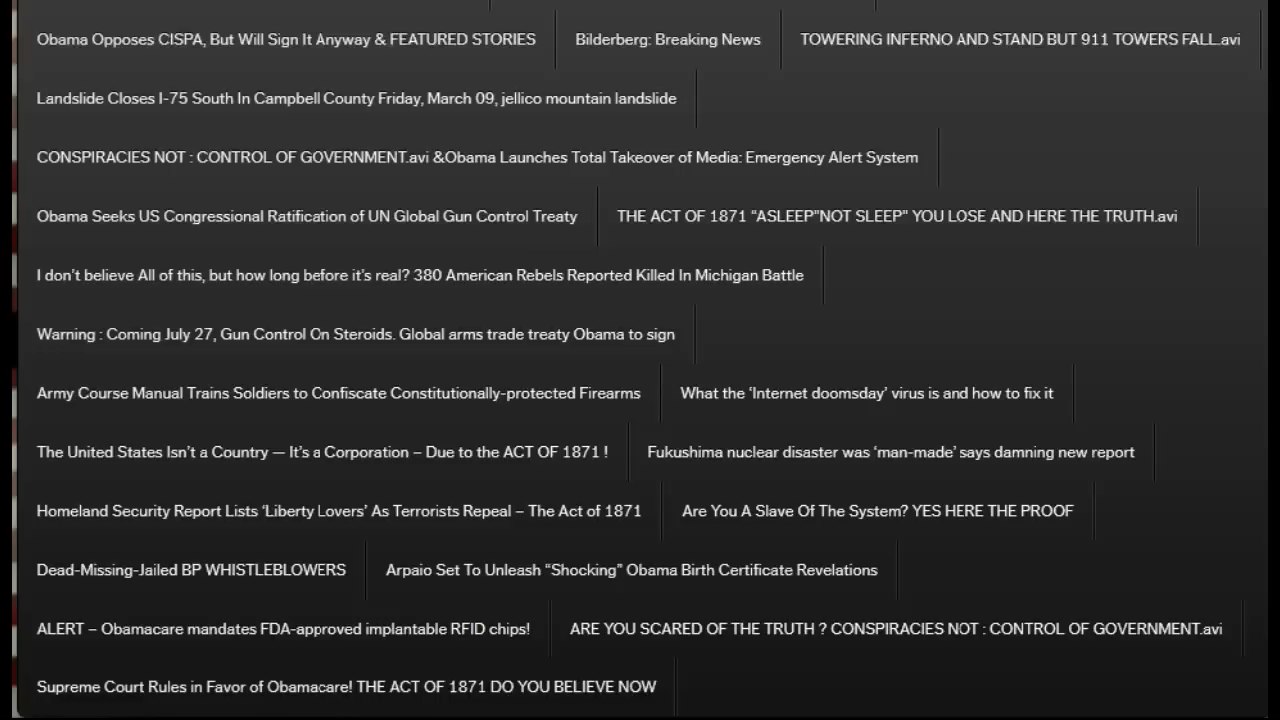 Obama Opposes CISPA, But Will Sign It Anyway & FEATURED STORIES Bilderberg: Breaking News TOWERING INFERNO AND STAND BUT 911 TOWERS FALL.avi
Landslide Closes I-75 South In Campbell County Friday, March 09, jellico mountain landslide
CONSPIRACIES NOT : CONTROL OF GOVERNMENT.avi &Obama Launches Total Takeover of Media: Emergency Alert System
Obama Seeks US Congressional Ratification of UN Global Gun Control Treaty THE ACT OF 1871 “ASLEEP”NOT SLEEP” YOU LOSE AND HERE THE TRUTH.avi
I don’t believe All of this, but how long before it’s real? 380 American Rebels Reported Killed In Michigan Battle
Warning : Coming July 27, Gun Control On Steroids. Global arms trade treaty Obama to sign
Army Course Manual Trains Soldiers to Confiscate Constitutionally-protected Firearms What the ‘Internet doomsday’ virus is and how to fix it
The United States Isn’t a Country — It’s a Corporation – Due to the ACT OF 1871 ! Fukushima nuclear disaster was ‘man-made’ says damning new report
Homeland Security Report Lists ‘Liberty Lovers’ As Terrorists Repeal – The Act of 1871 Are You A Slave Of The System? YES HERE THE PROOF
Dead-Missing-Jailed BP WHISTLEBLOWERS Arpaio Set To Unleash “Shocking” Obama Birth Certificate Revelations
ALERT – Obamacare mandates FDA-approved implantable RFID chips! ARE YOU SCARED OF THE TRUTH ? CONSPIRACIES NOT : CONTROL OF GOVERNMENT.avi
Supreme Court Rules in Favor of Obamacare! THE ACT OF 1871 DO YOU BELIEVE NOW